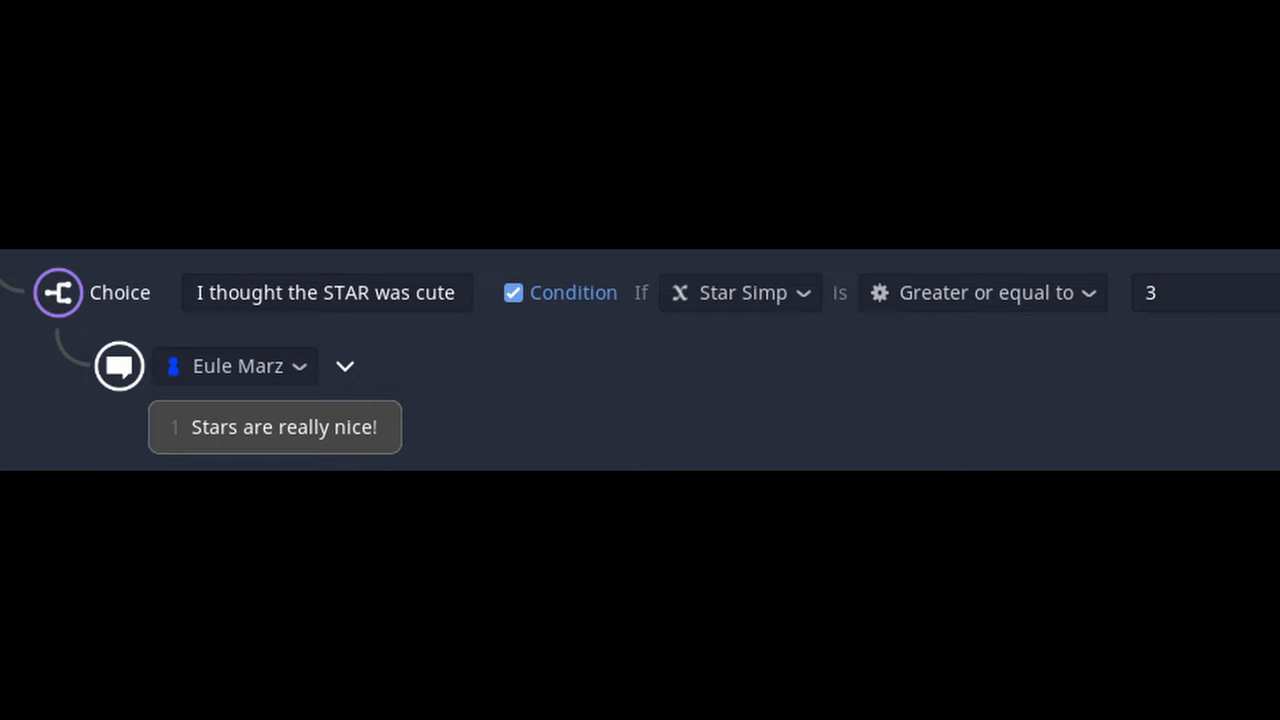 Choice I thought the STAR was cute Condition If Star Simp is Greater or equal to 3
Eule Marz
1 Stars are really nice!